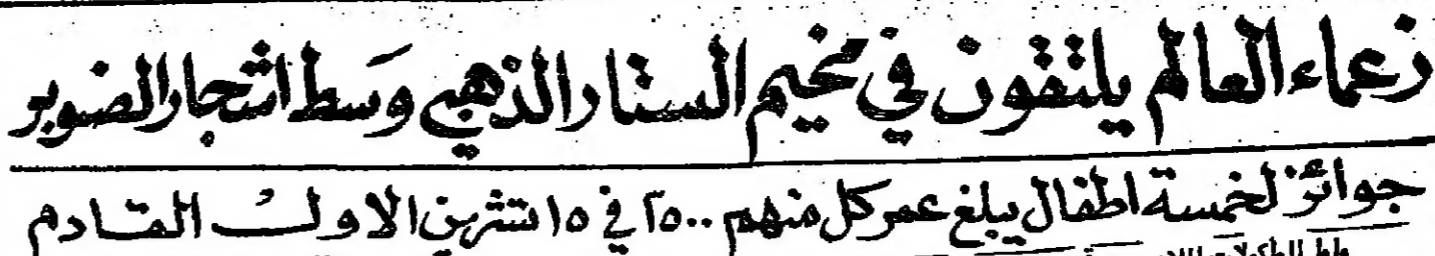 زعماء العالم يلتقون في مخيم الستار الذهبي وسط اشجار الصنوبر
جوائز لخمسة اطفال يبلغ عمر كل منهم ٢٥٠٠ في ١٥ تشرين الاول القادم